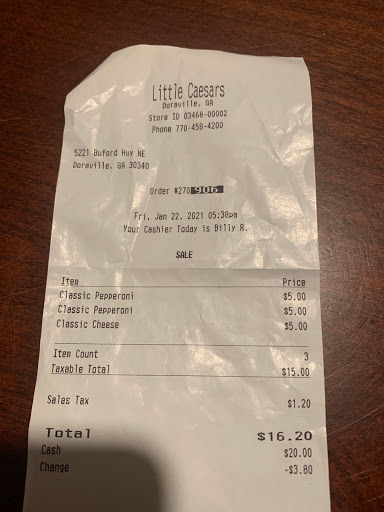 Little Caesars
Doraville, GA
Store ID 03468-00002
Phone 770-458-4200
5221 Buford Hwy NE
Doraville, GA 30340
Order #270906
Fri, Jan 22, 2021 05:38pm
Your Cashier Today is Billy R.
SALE
Item Price
Classic Pepperoni $5.00
Classic Pepperoni $5.00
Classic Cheese $5.00
Item Count 3
Taxable Total $15.00
Sales Tax $1.20
Total $16.20
Cash $20.00
Change -$3.80